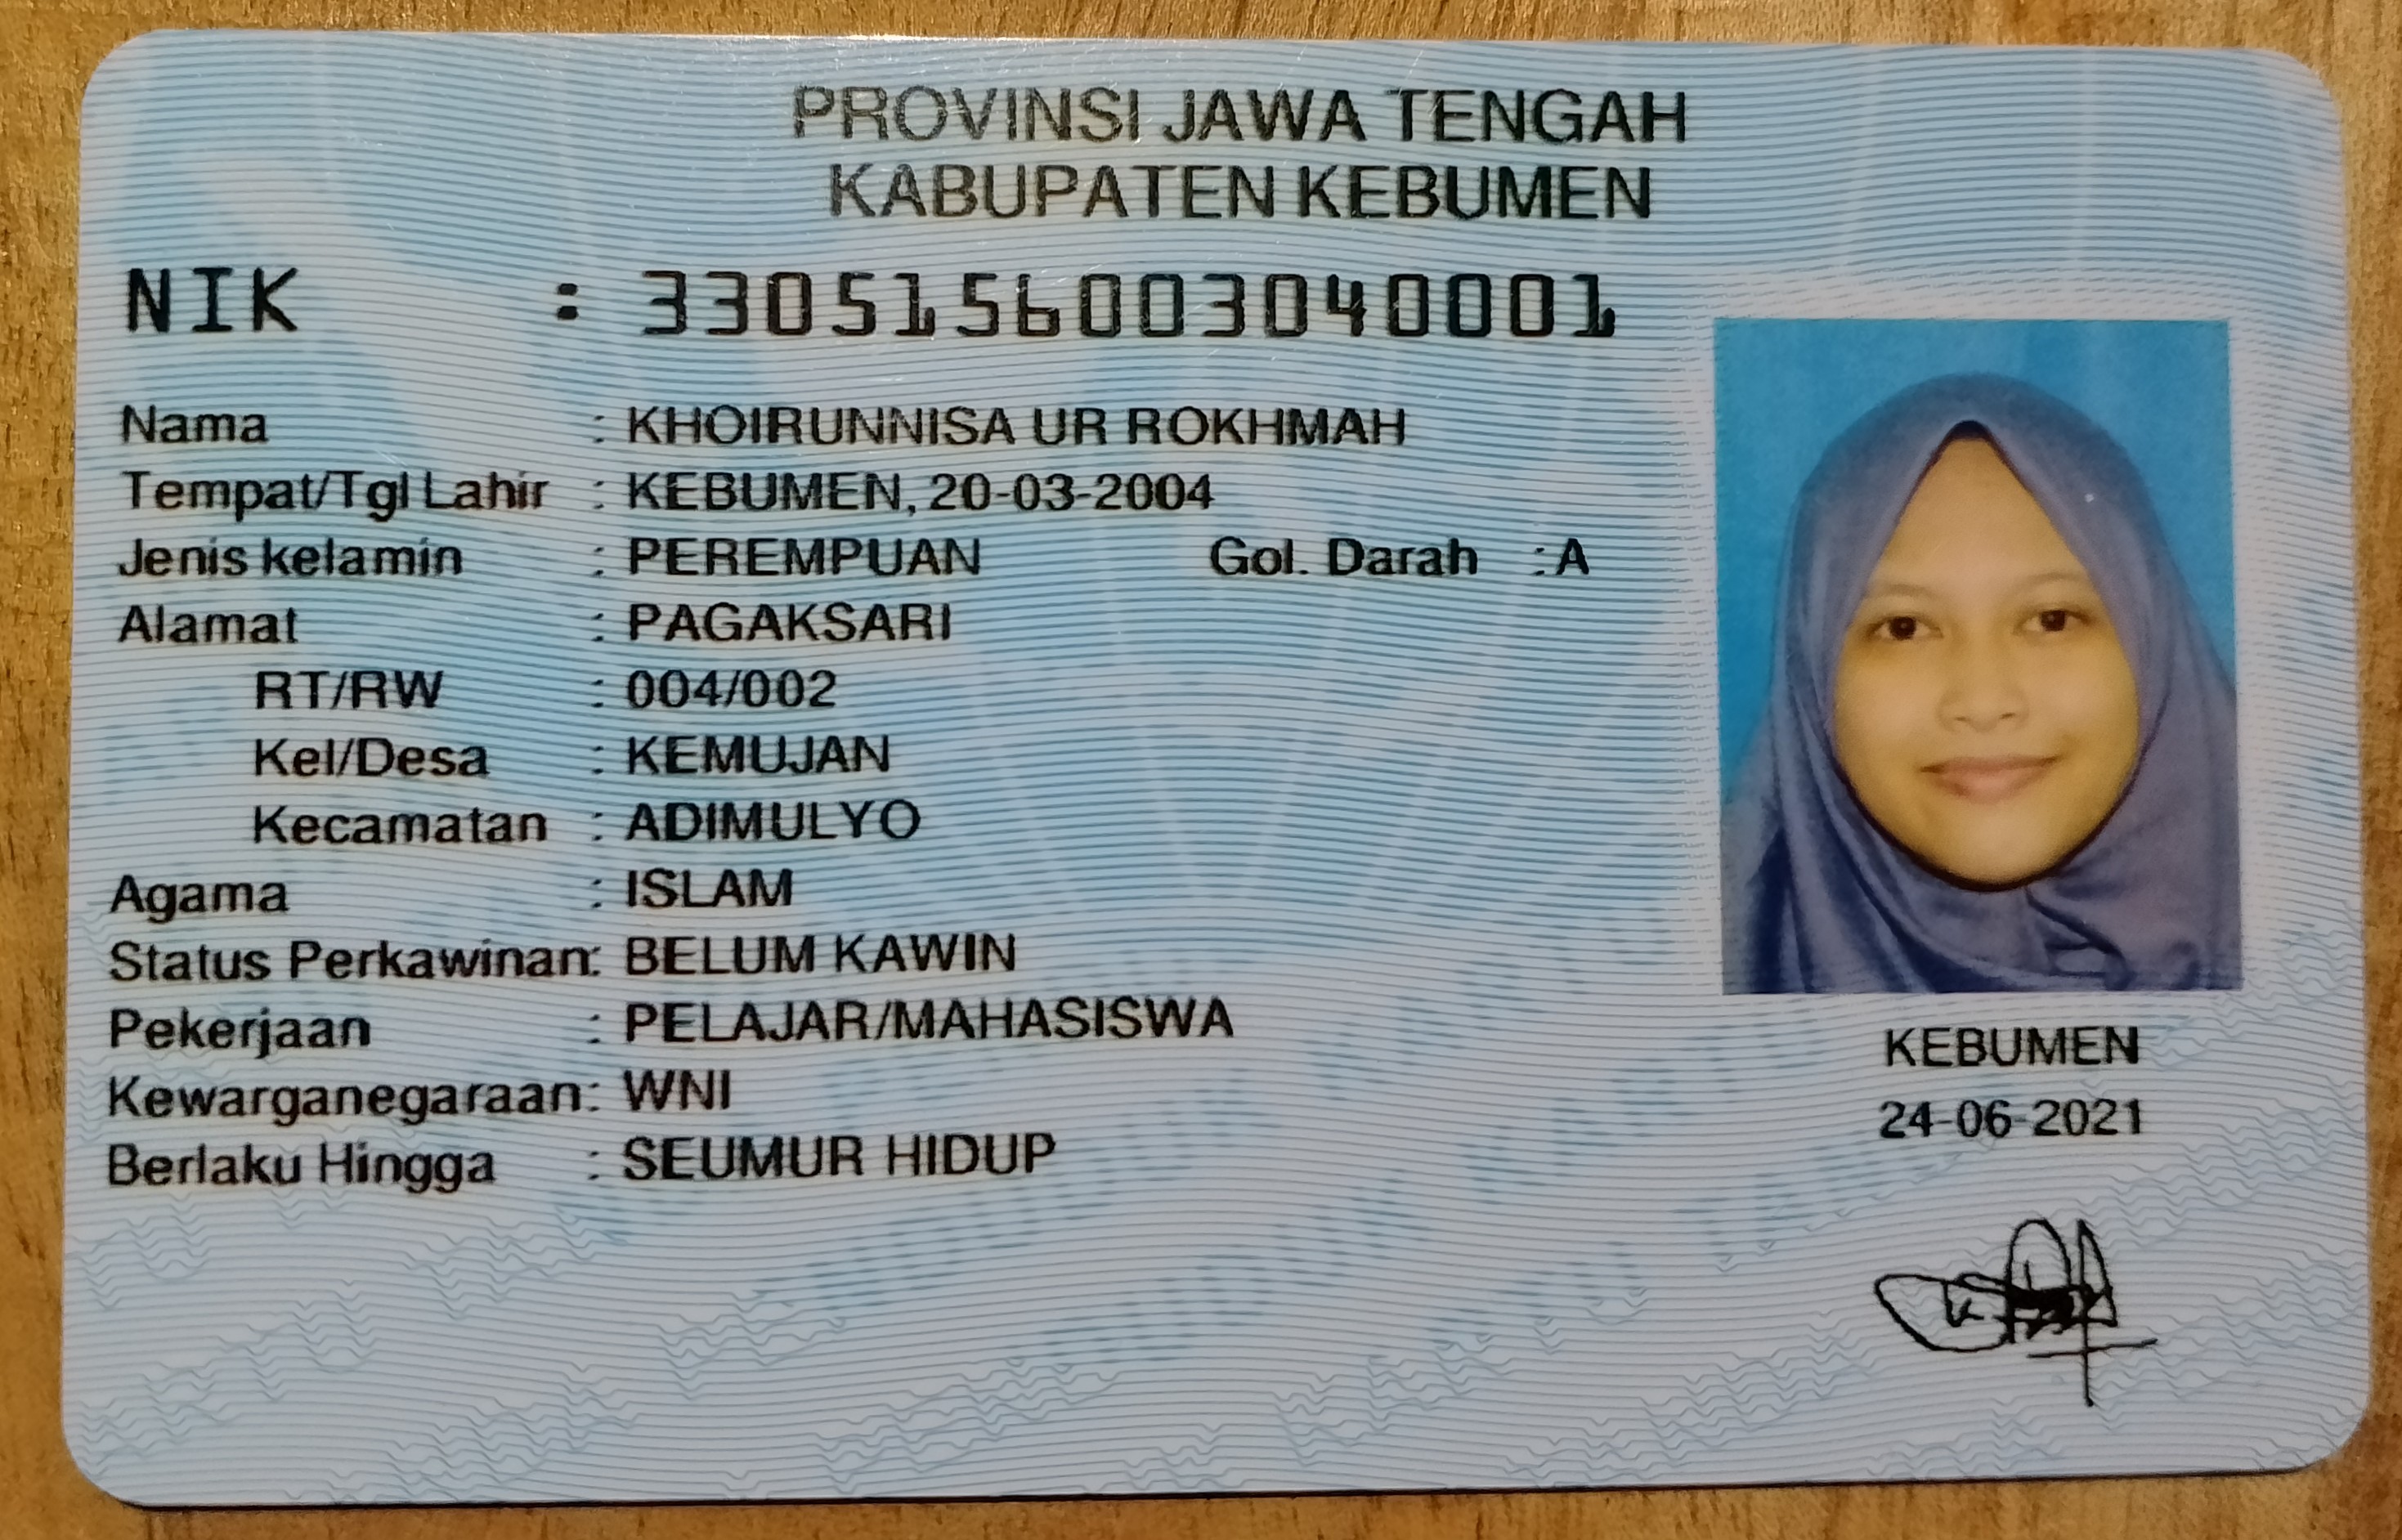 PROVINSI JAWA TENGAH
KABUPATEN KEBUMEN
NIK : 3305156003040001
Nama : KHOIRUNNISA UR ROKHMAH
Tempat/Tgl Lahir : KEBUMEN, 20-03-2004
Jenis kelamin : PEREMPUAN Gol. Darah : A
Alamat : PAGAKSARI
RT/RW : 004/002
Kel/Desa : KEMUJAN
Kecamatan : ADIMULYO
Agama : ISLAM
Status Perkawinan: BELUM KAWIN
Pekerjaan : PELAJAR/MAHASISWA
Kewarganegaraan: WNI
Berlaku Hingga : SEUMUR HIDUP
KEBUMEN
24-06-2021